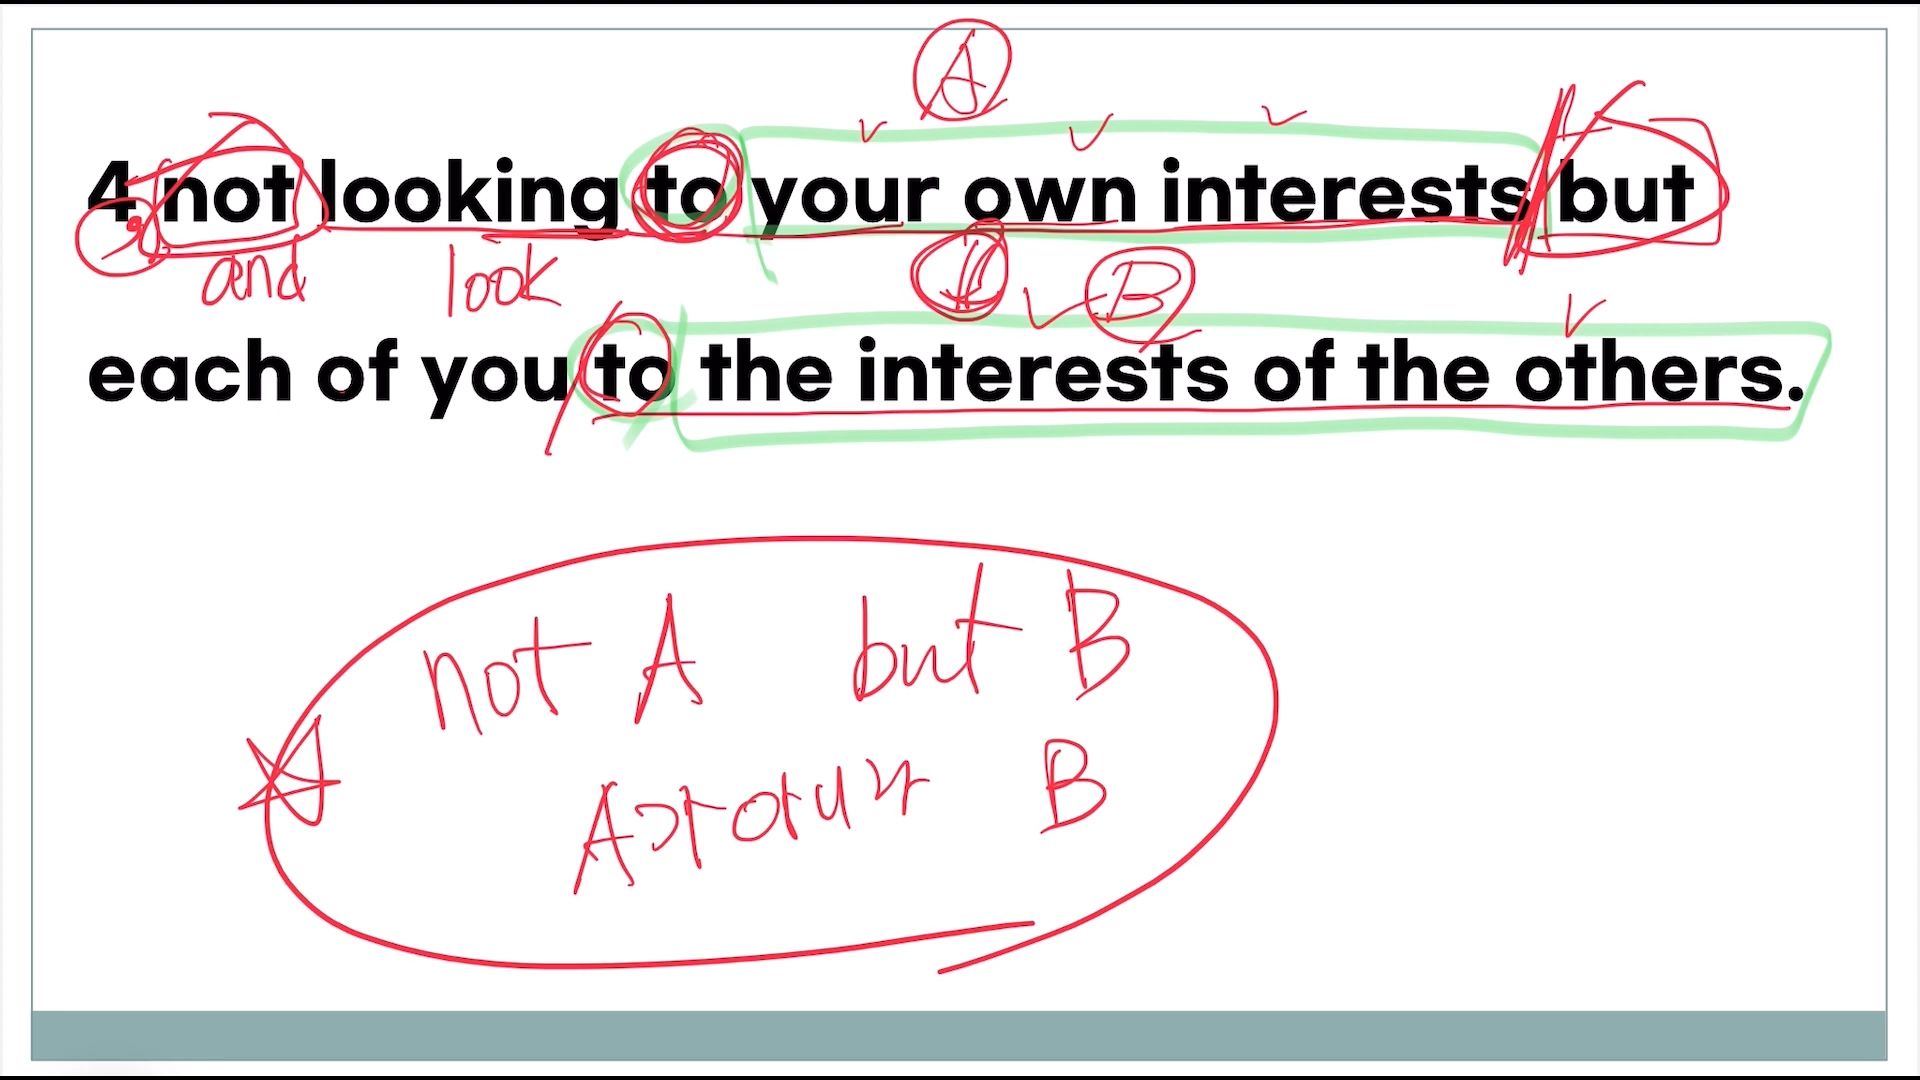 A
4 not looking to your own interests but
, and look B
each of you to the interests of the others.
not A but B
A가 아니라 B